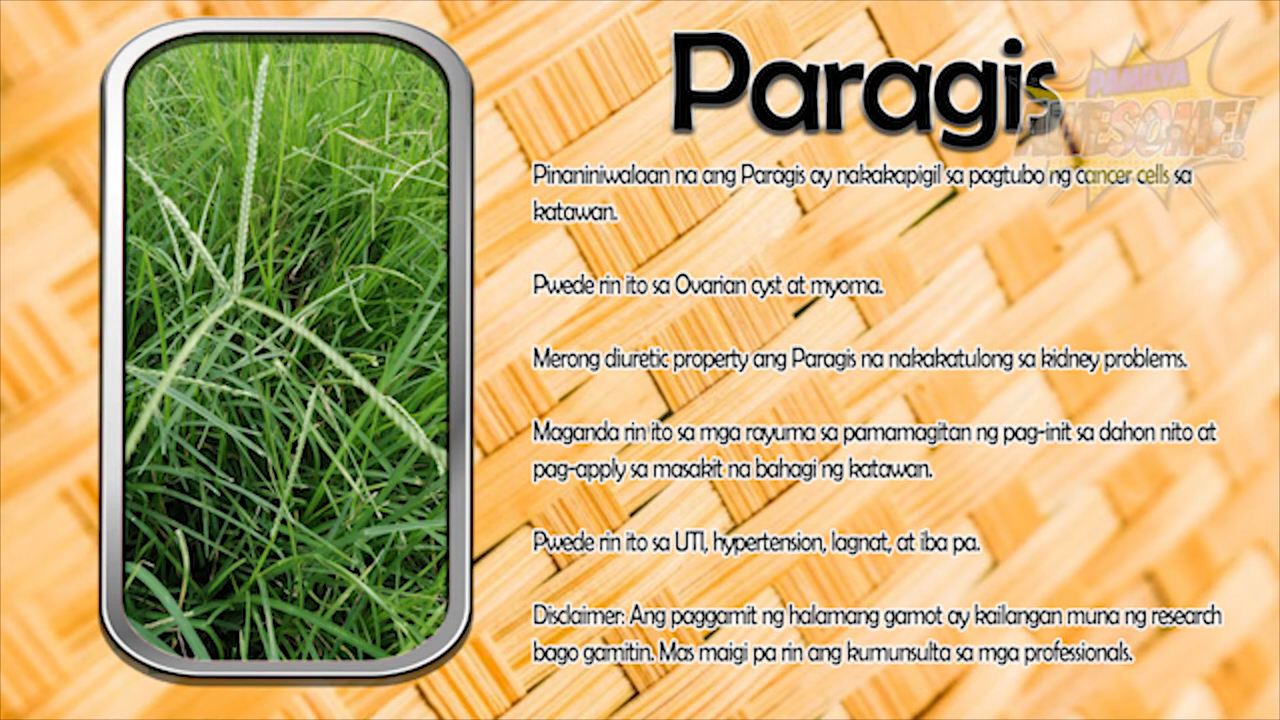 Paragis
PAMILYA
AWESOME!
Pinaniniwalaan na ang Paragis ay nakakapigil sa pagtubo ng cancer cells sa
katawan.
Pwede rin ito sa Ovarian cyst at myoma.
Merong diuretic property ang Paragis na nakakatulong sa kidney problems.
Maganda rin ito sa mga rayuma sa pamamagitan ng pag-init sa dahon nito at
pag-apply sa masakit na bahagi ng katawan.
Pwede rin ito sa UTI, hypertension, lagnat, at iba pa.
Disclaimer: Ang paggamit ng halamang gamot ay kailangan muna ng research
bago gamitin. Mas maigi pa rin ang kumunsulta sa mga professionals.